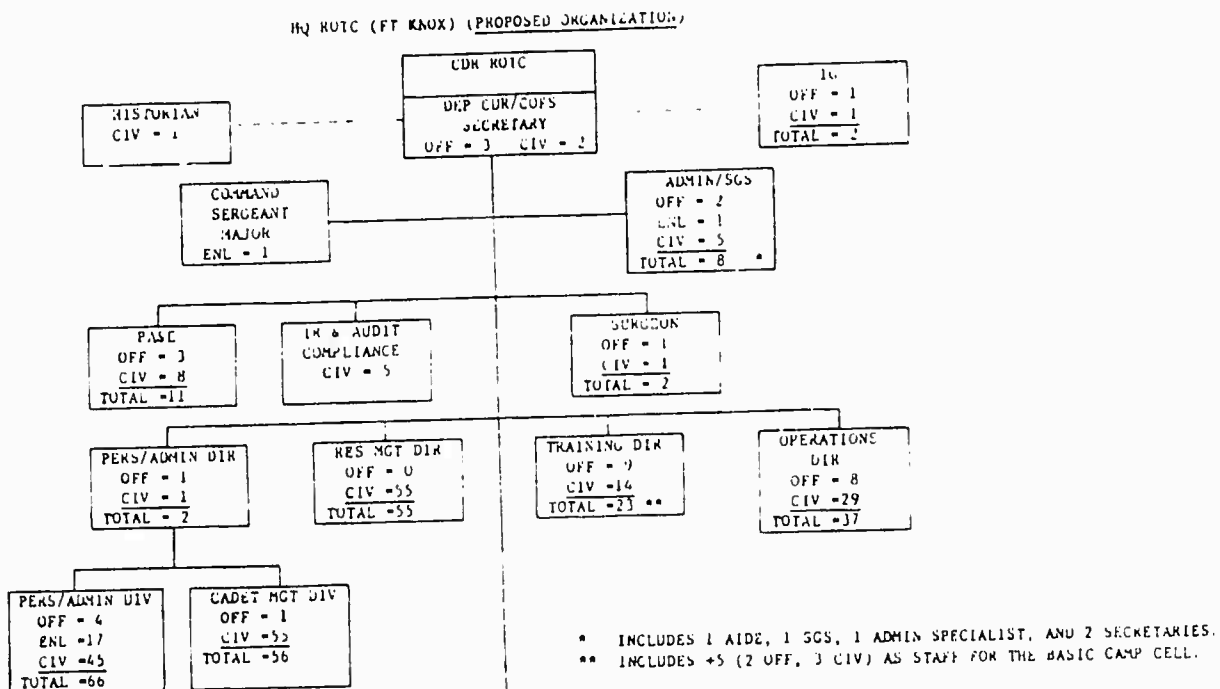 HQ ROTC (FT KNOX) (PROPOSED ORGANIZATION)
CDR ROTC
DEP CDR/COFS
SECRETARY
OFF = 3 CIV = 2
HISTORIAN
CIV = 1
IG
OFF = 1
CIV = 1
TOTAL = 2
COMMAND
SERGEANT
MAJOR
ENL = 1
ADMIN/SGS
OFF = 2
ENL = 1
CIV = 5
TOTAL = 8 *
PASE
OFF = 3
CIV = 8
TOTAL =11
IR & AUDIT
COMPLIANCE
CIV = 5
SURGEON
OFF = 1
CIV = 1
TOTAL = 2
PERS/ADMIN DIR
OFF = 1
CIV = 1
TOTAL = 2
RES MGT DIR
OFF = 0
CIV =55
TOTAL =55
TRAINING DIR
OFF = 9
CIV =14
TOTAL =23 **
OPERATIONS
DIR
OFF = 8
CIV =29
TOTAL =37
PERS/ADMIN DIV
OFF = 4
ENL =17
CIV =45
TOTAL =66
CADET MGT DIV
OFF = 1
CIV =55
TOTAL =56
* INCLUDES 1 AIDE, 1 SGS, 1 ADMIN SPECIALIST, AND 2 SECRETARIES.
** INCLUDES +5 (2 OFF, 3 CIV) AS STAFF FOR THE BASIC CAMP CELL.